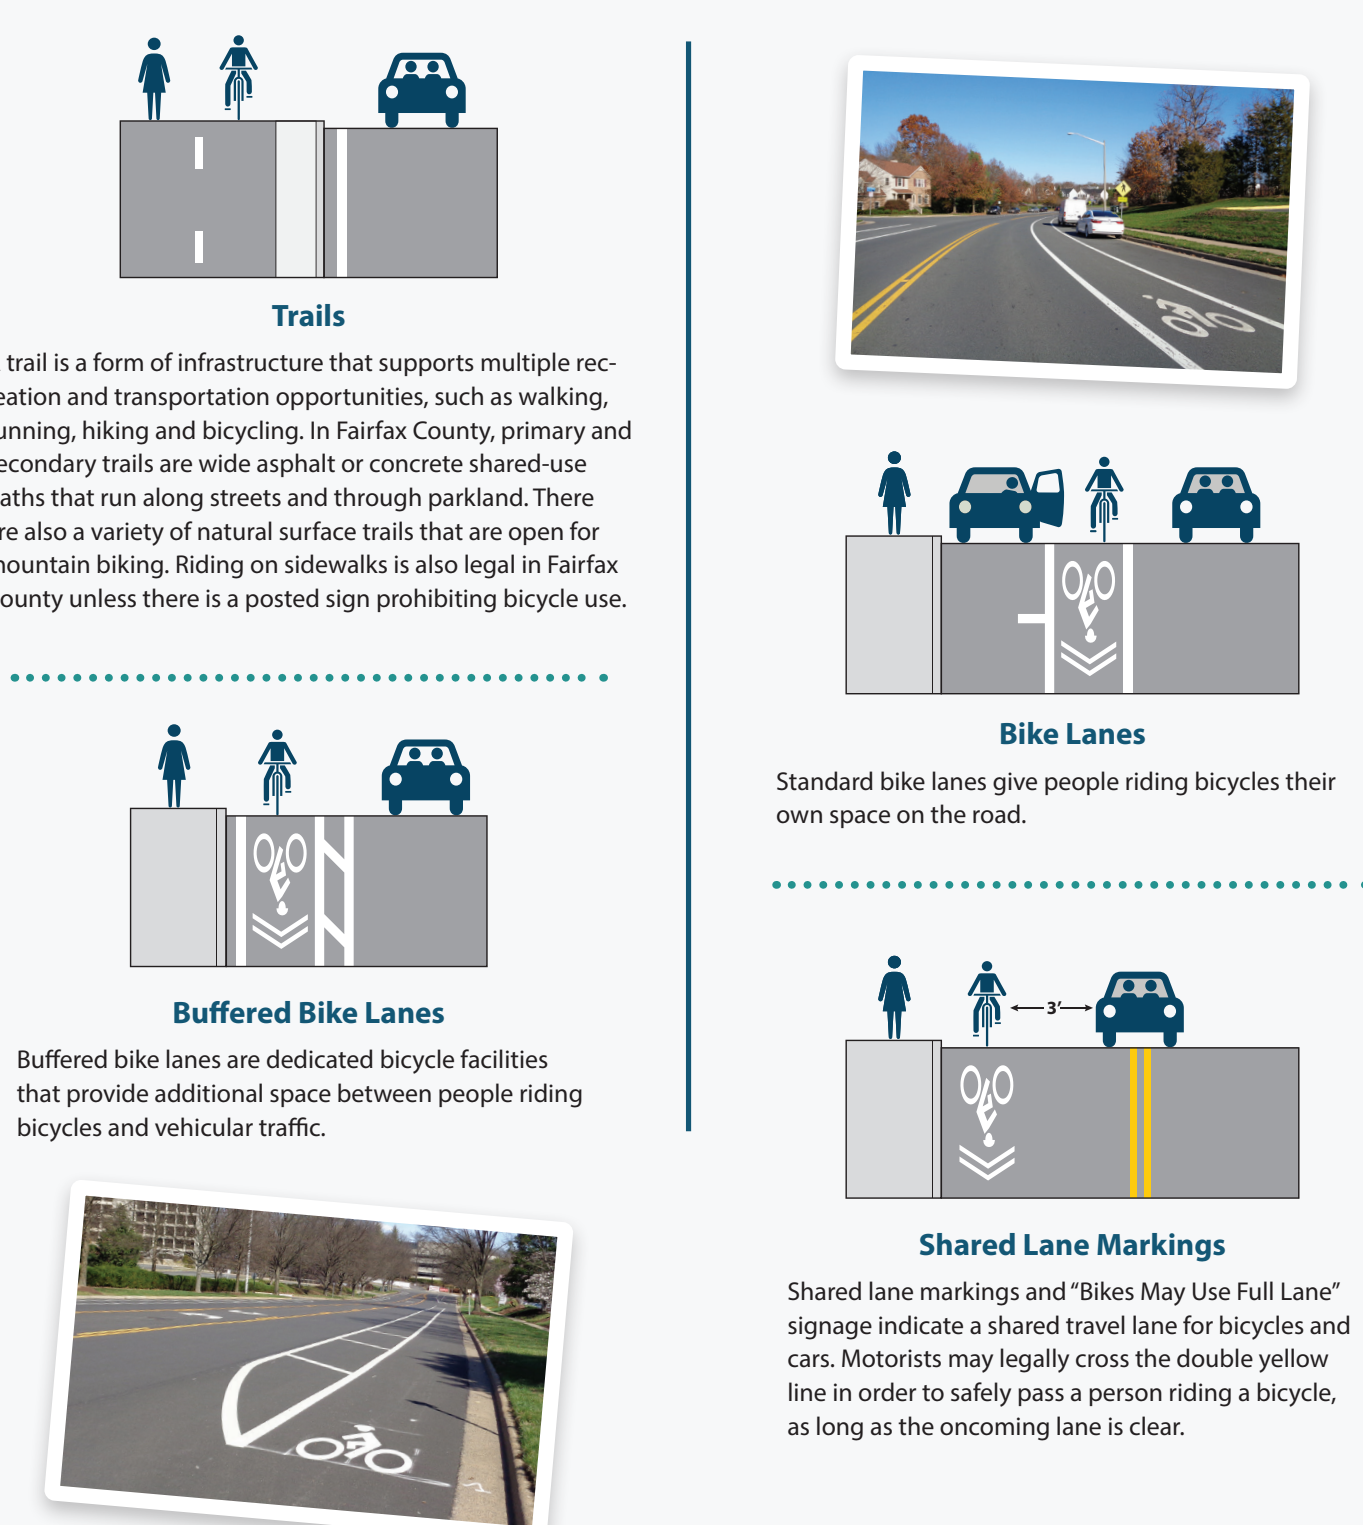 Trails
trail is a form of infrastructure that supports multiple rec-
eation and transportation opportunities, such as walking,
unning, hiking and bicycling. In Fairfax County, primary and
econdary trails are wide asphalt or concrete shared-use
aths that run along streets and through parkland. There
re also a variety of natural surface trails that are open for
ountain biking. Riding on sidewalks is also legal in Fairfax
ounty unless there is a posted sign prohibiting bicycle use.
Buffered Bike Lanes
Buffered bike lanes are dedicated bicycle facilities
that provide additional space between people riding
bicycles and vehicular traffic.
Bike Lanes
Standard bike lanes give people riding bicycles their
own space on the road.
3′
Shared Lane Markings
Shared lane markings and “Bikes May Use Full Lane”
signage indicate a shared travel lane for bicycles and
cars. Motorists may legally cross the double yellow
line in order to safely pass a person riding a bicycle,
as long as the oncoming lane is clear.